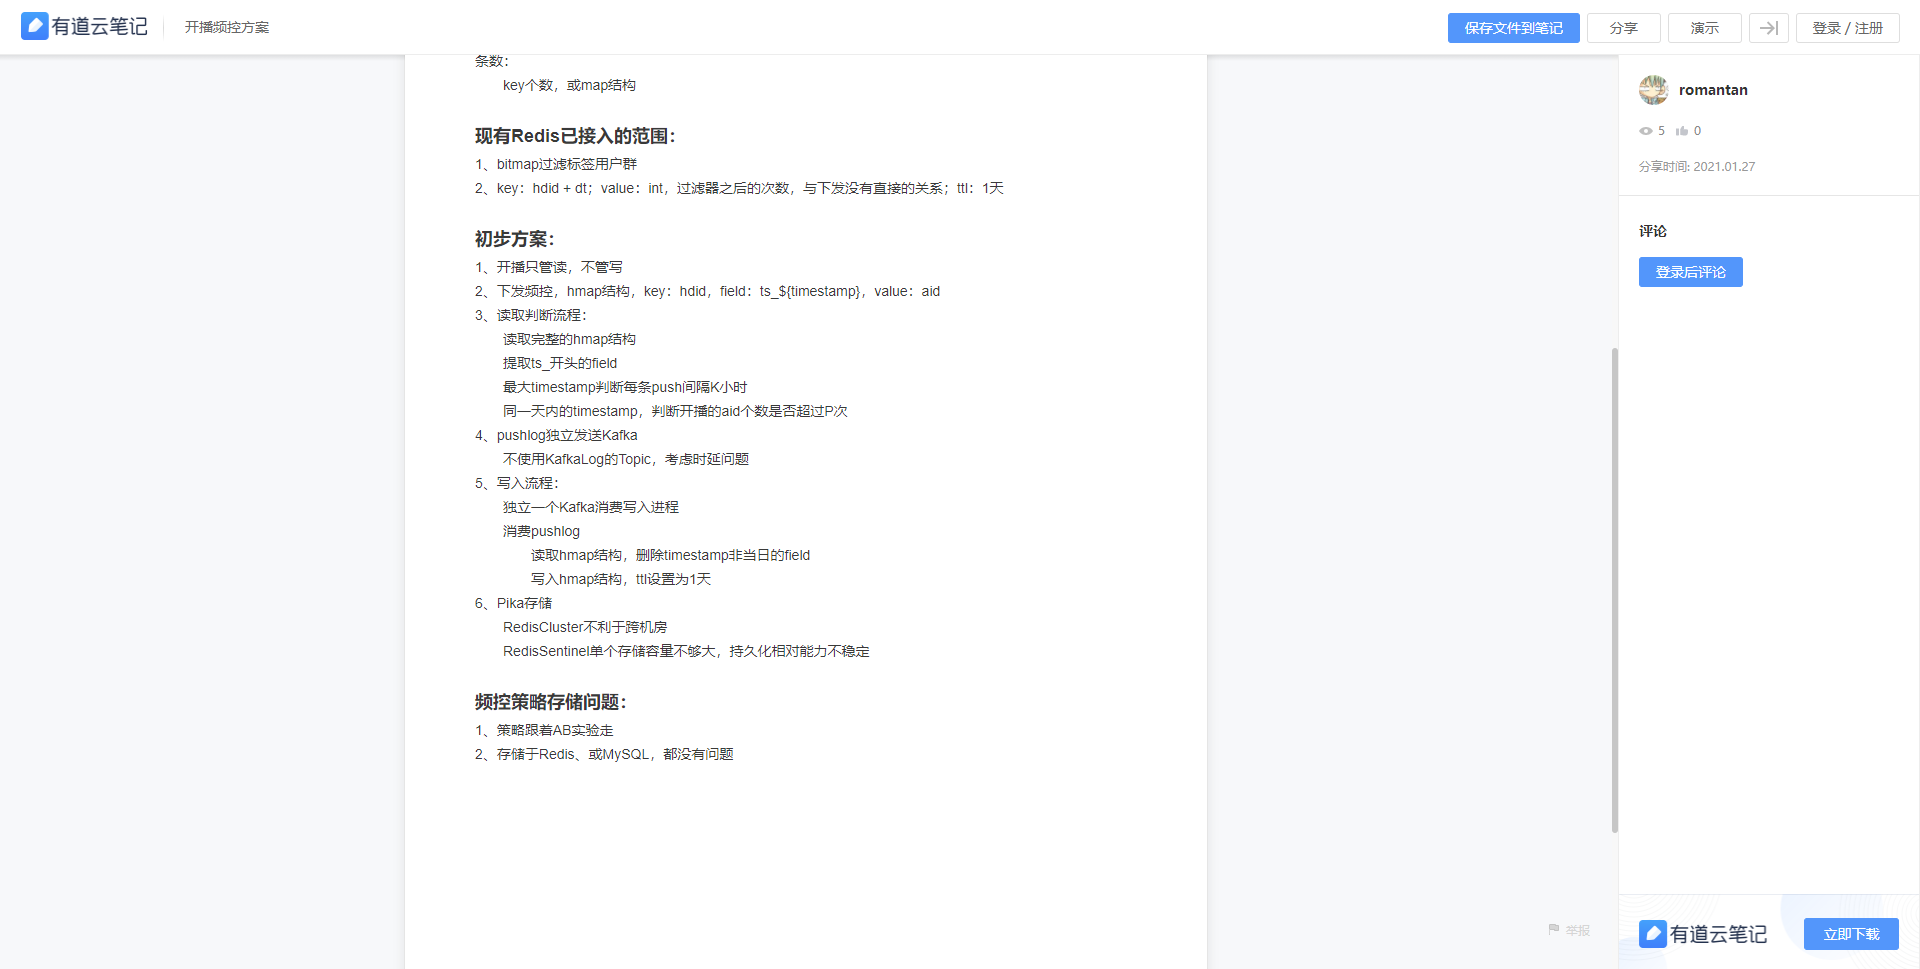 有道云笔记
开播频控方案
保存文件到笔记
分享
演示
登录 / 注册
条数：
key个数，或map结构
现有Redis已接入的范围：
1、bitmap过滤标签用户群
2、key：hdid + dt；value：int，过滤器之后的次数，与下发没有直接的关系；ttl：1天
初步方案：
1、开播只管读，不管写
2、下发频控，hmap结构，key：hdid，field：ts_${timestamp}，value：aid
3、读取判断流程：
读取完整的hmap结构
提取ts_开头的field
最大timestamp判断每条push间隔K小时
同一天内的timestamp，判断开播的aid个数是否超过P次
4、pushlog独立发送Kafka
不使用KafkaLog的Topic，考虑时延问题
5、写入流程：
独立一个Kafka消费写入进程
消费pushlog
读取hmap结构，删除timestamp非当日的field
写入hmap结构，ttl设置为1天
6、Pika存储
RedisCluster不利于跨机房
RedisSentinel单个存储容量不够大，持久化相对能力不稳定
频控策略存储问题：
1、策略跟着AB实验走
2、存储于Redis、或MySQL，都没有问题
举报
romantan
5 0
分享时间: 2021.01.27
评论
登录后评论
有道云笔记
立即下载